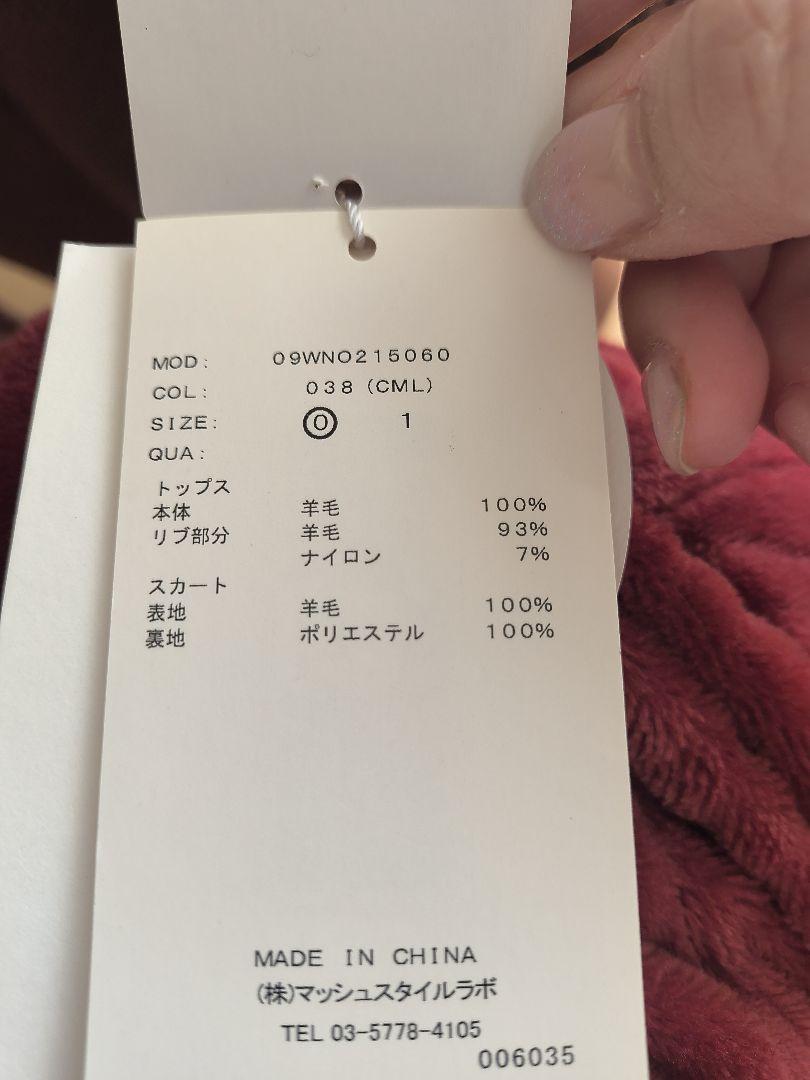 MOD: 09WNO215060
COL: 038 (CML)
SIZE: 0 1
QUA:
トップス
本体 羊毛 100%
リブ部分 羊毛 93%
ナイロン 7%
スカート
表地 羊毛 100%
裏地 ポリエステル 100%
MADE IN CHINA
(株)マッシュスタイルラボ
TEL 03-5778-4105
006035